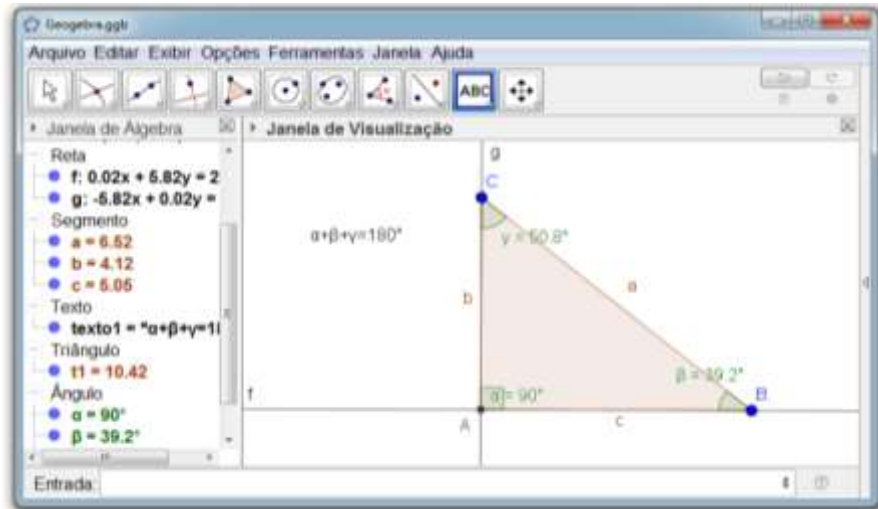 Geogebra.ggb
Arquivo Editar Exibir Opções Ferramentas Janela Ajuda
ABC
Janela de Álgebra
Janela de Visualização
Reta
f: 0.02x + 5.82y = 2
g: -5.82x + 0.02y =
Segmento
a = 6.52
b = 4.12
c = 5.05
Texto
texto1 = "α+β+γ=18
Triângulo
t1 = 10.42
Ângulo
α = 90°
β = 39.2°
g
C
α+β+γ=180°
γ = 50.8°
b
a
β = 39.2°
f
α = 90°
B
A
c
Entrada: